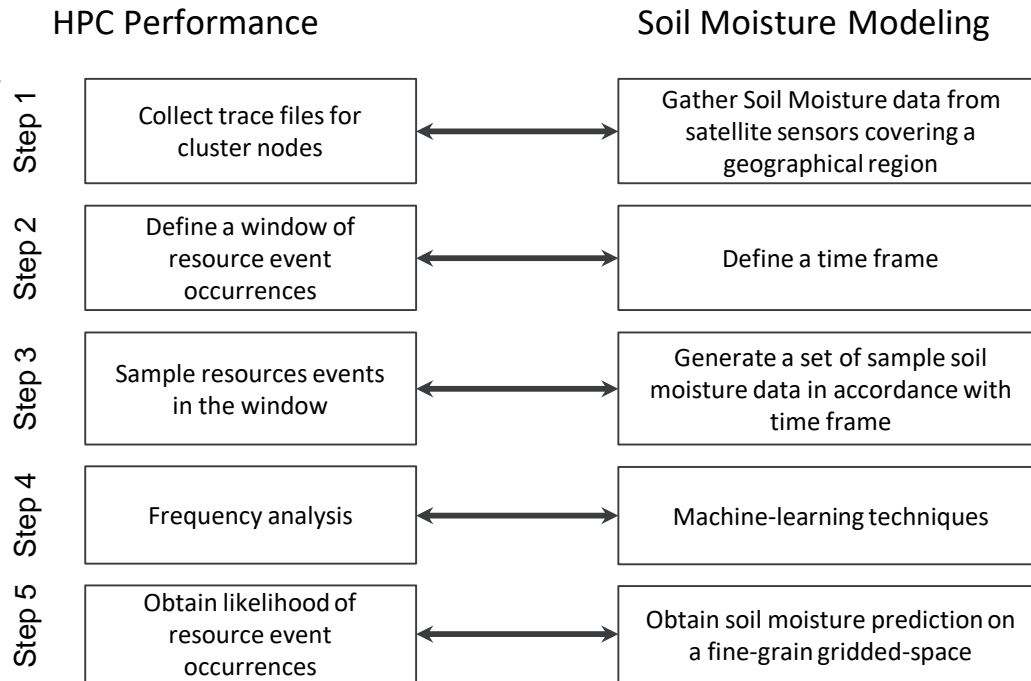 HPC Performance
Soil Moisture Modeling
Step 1
Collect trace files for
cluster nodes
Gather Soil Moisture data from
satellite sensors covering a
geographical region
Step 2
Define a window of
resource event
occurrences
Define a time frame
Step 3
Sample resources events
in the window
Generate a set of sample soil
moisture data in accordance with
time frame
Step 4
Frequency analysis
Machine-learning techniques
Step 5
Obtain likelihood of
resource event
occurrences
Obtain soil moisture prediction on
a fine-grain gridded-space